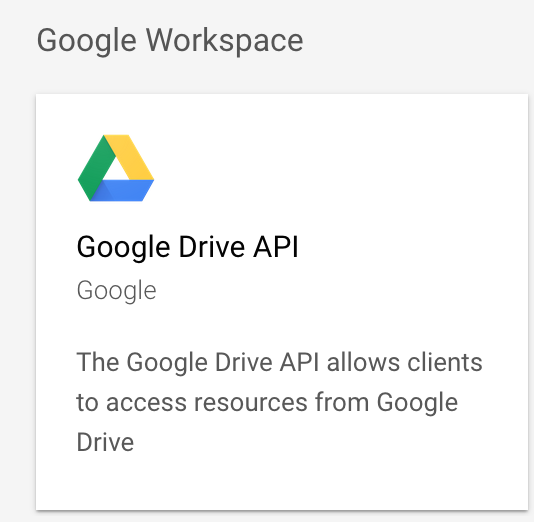 Google Workspace
Google Drive API
Google
The Google Drive API allows clients
to access resources from Google
Drive